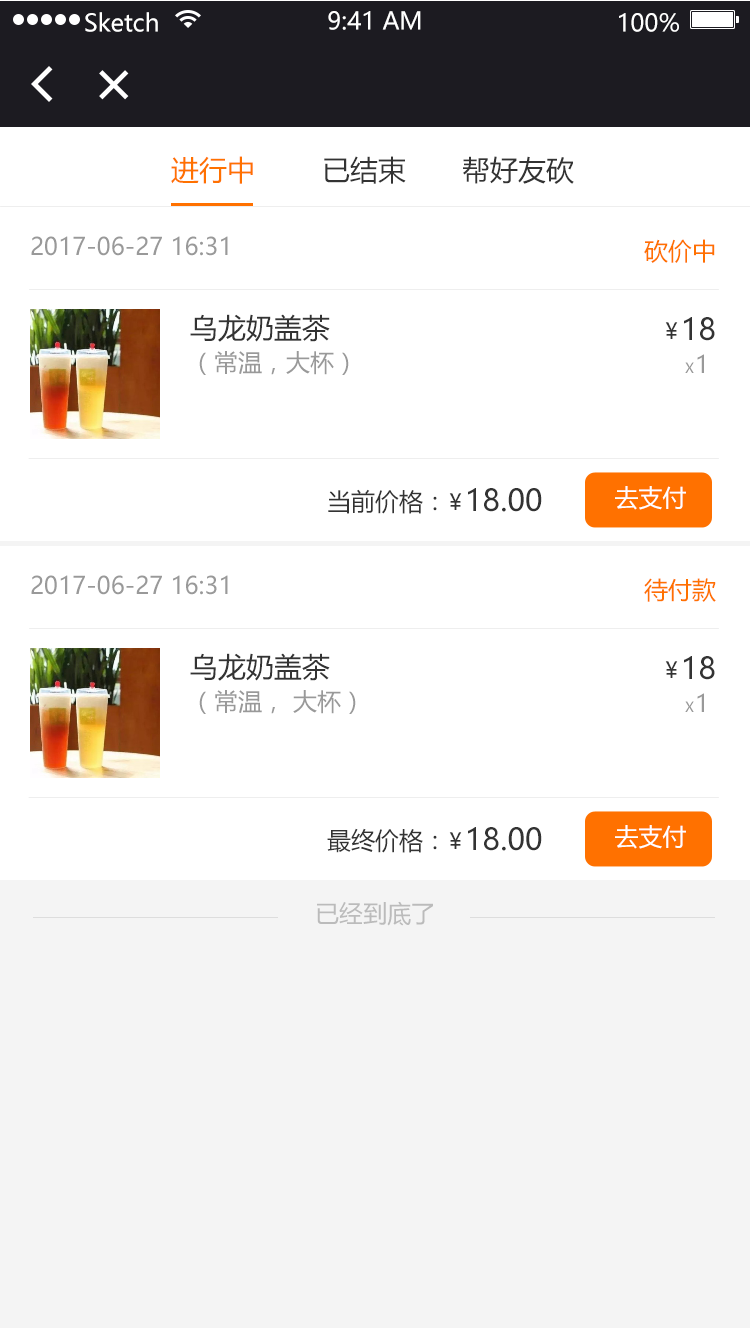 Sketch 9:41 AM 100%
进行中 已结束 帮好友砍
2017-06-27 16:31 砍价中
乌龙奶盖茶 ¥18
（常温，大杯） x1
当前价格：¥18.00 去支付
2017-06-27 16:31 待付款
乌龙奶盖茶 ¥18
（常温， 大杯） x1
最终价格：¥18.00 去支付
已经到底了